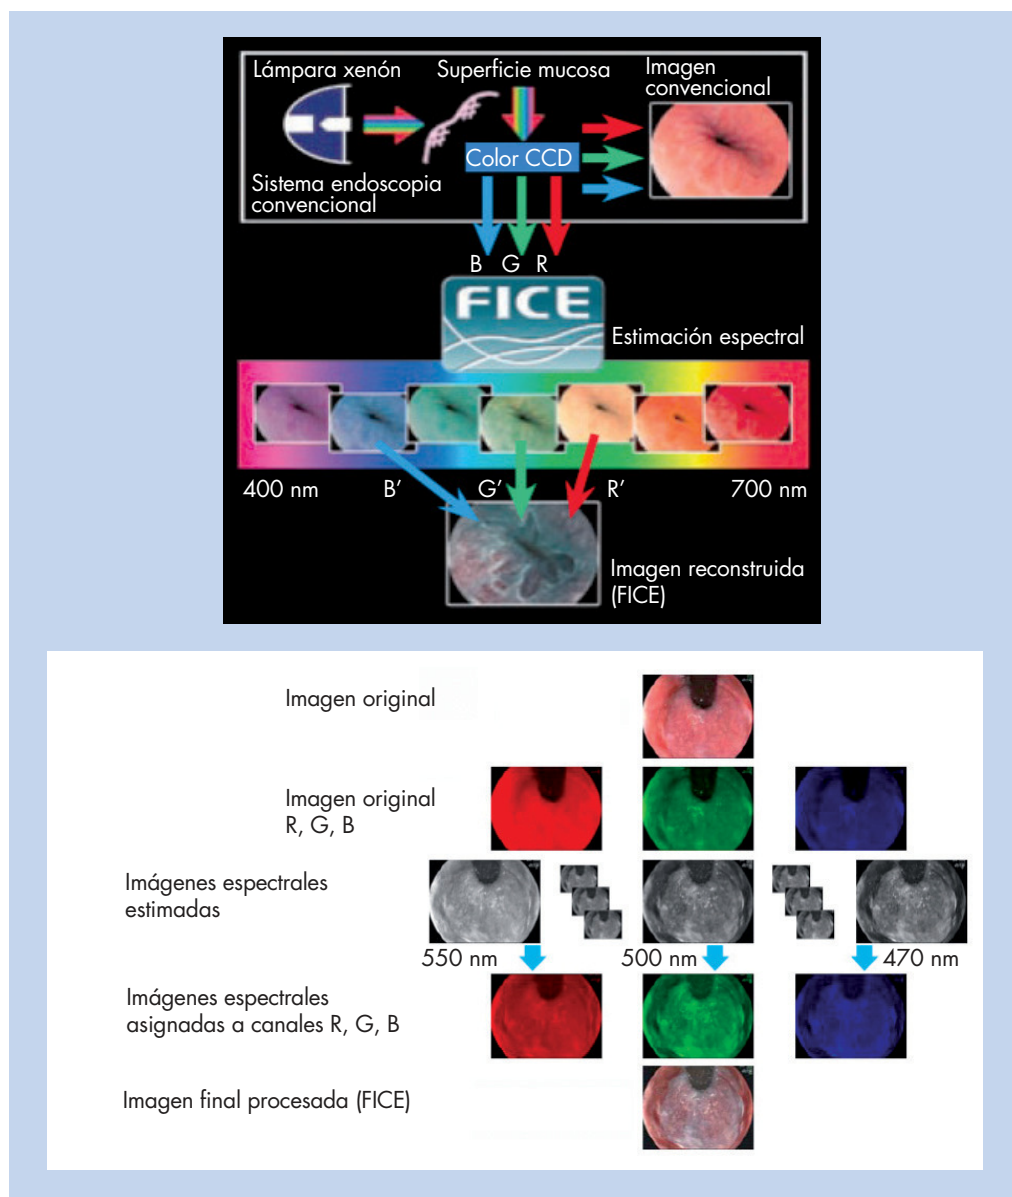 Lámpara xenón
Superficie mucosa
Imagen
convencional
Color CCD
Sistema endoscopia
convencional
B G R
FICE
Estimación espectral
400 nm B’ G’ R’ 700 nm
Imagen reconstruida
(FICE)
Imagen original
Imagen original
R, G, B
Imágenes espectrales
estimadas
550 nm 500 nm 470 nm
Imágenes espectrales
asignadas a canales R, G, B
Imagen final procesada (FICE)